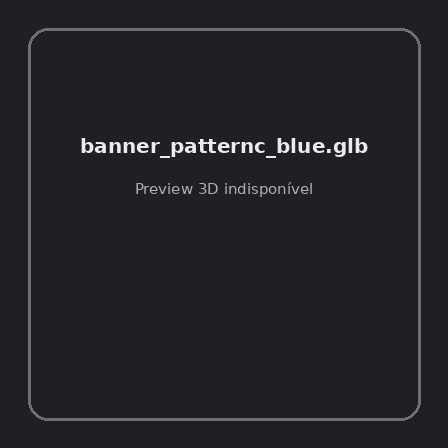 banner_patternc_blue.glb
Preview 3D indisponível